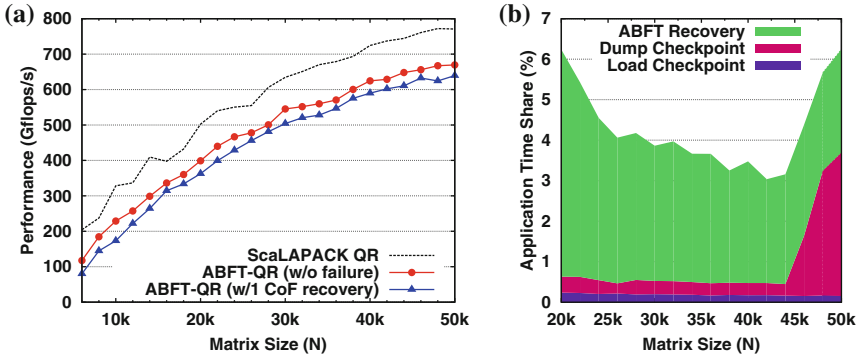 (a)
800
700
600
500
400
300
200
100
0
Performance (Gflops/s)
10k 20k 30k 40k 50k
Matrix Size (N)
ScaLAPACK QR
ABFT-QR (w/o failure)
ABFT-QR (w/1 CoF recovery)
(b)
7
6
5
4
3
2
1
0
Application Time Share (%)
ABFT Recovery
Dump Checkpoint
Load Checkpoint
20k 25k 30k 35k 40k 45k 50k
Matrix Size (N)